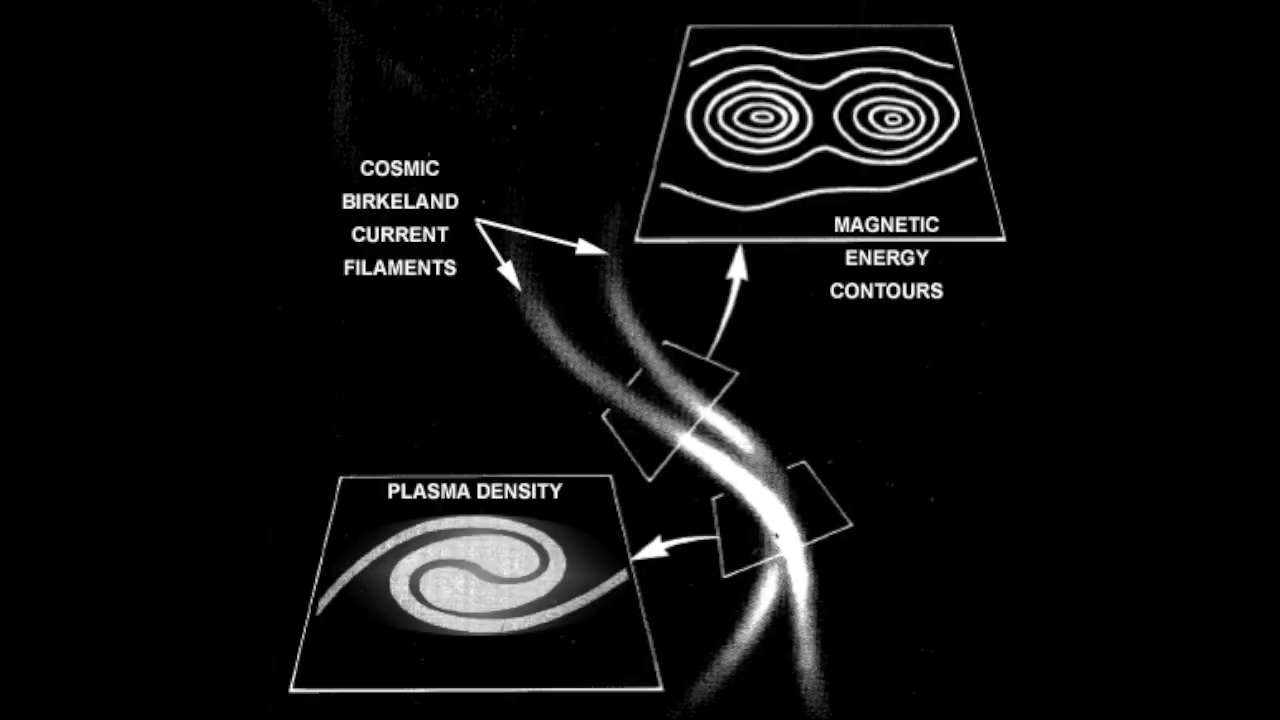 COSMIC
BIRKELAND
CURRENT
FILAMENTS
MAGNETIC
ENERGY
CONTOURS
PLASMA DENSITY